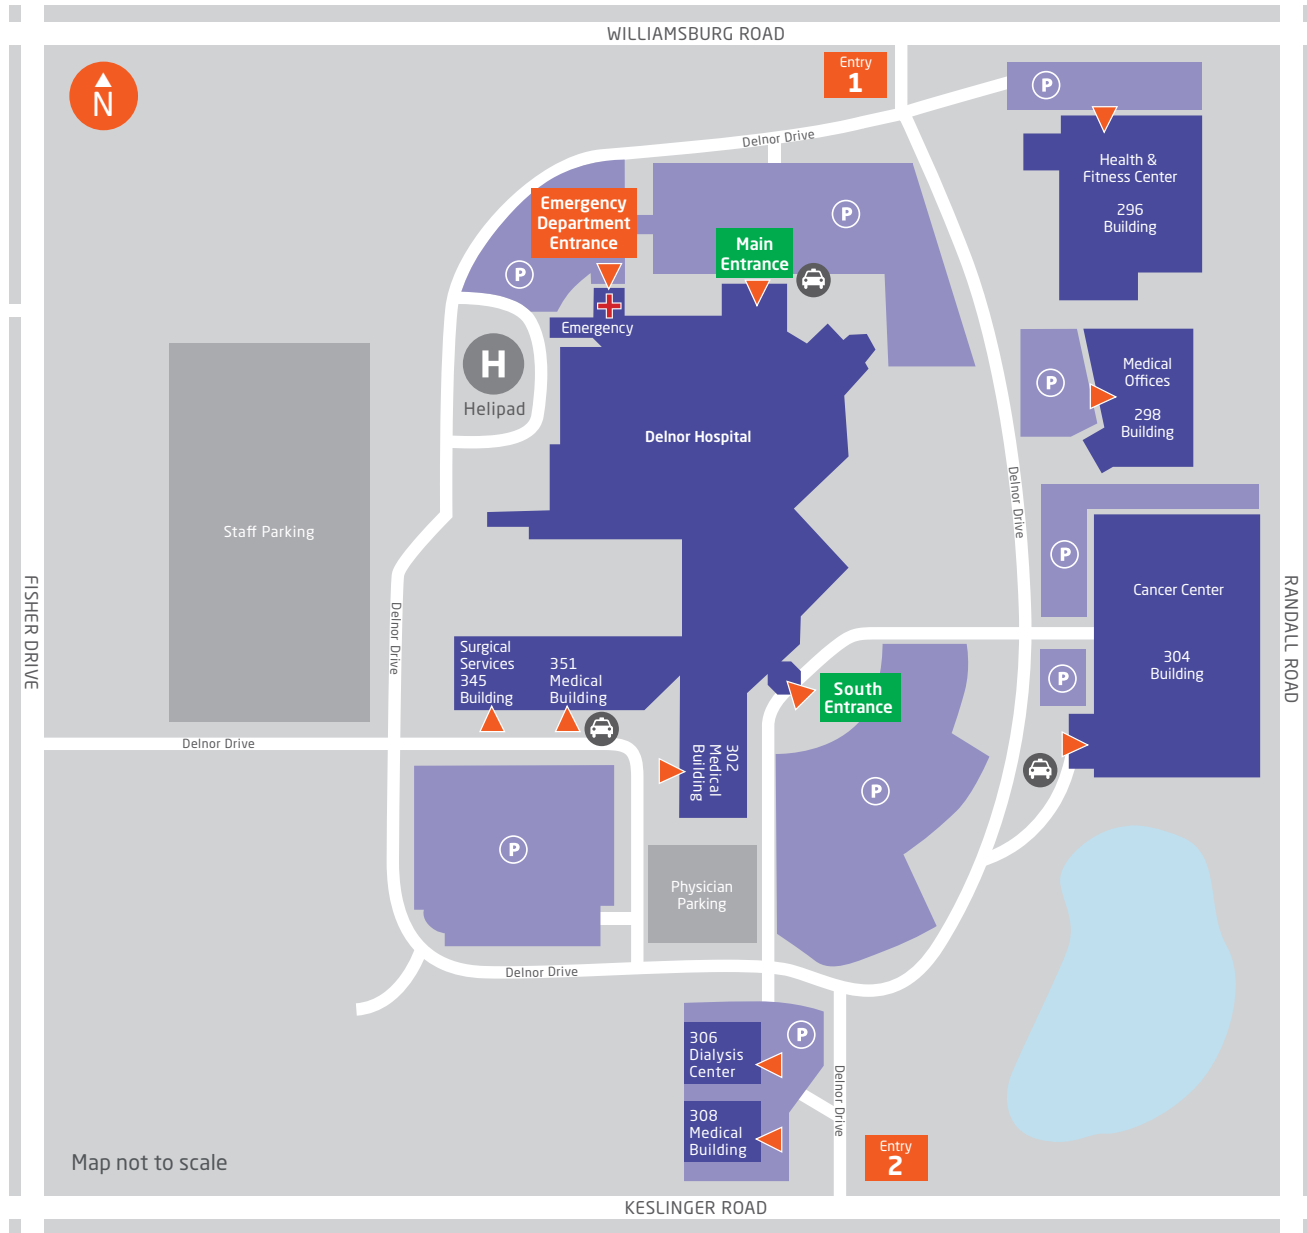 WILLIAMSBURG ROAD
Entry
1
N
P
Delnor Drive
Health &
Fitness Center
296
Building
Emergency
Department
Entrance
P
Main
Entrance
P
Emergency
H
Helipad
Medical
Offices
298
Building
P
Delnor Hospital
Delnor Drive
Staff Parking
P
Cancer Center
304
Building
FISHER DRIVE
RANDALL ROAD
Delnor Drive
Surgical
Services
345
Building
351
Medical
Building
P
South
Entrance
Delnor Drive
302
Medical
Building
P
P
Physician
Parking
Delnor Drive
306
Dialysis
Center
P
308
Medical
Building
Delnor Drive
Entry
2
Map not to scale
KESLINGER ROAD